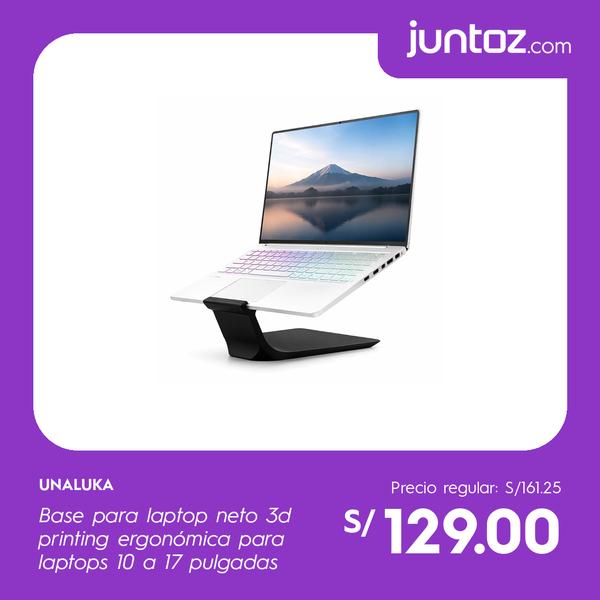 juntoz.com
UNALUKA
Base para laptop neto 3d
printing ergonómica para
laptops 10 a 17 pulgadas
Precio regular: S/161.25
S/129.00